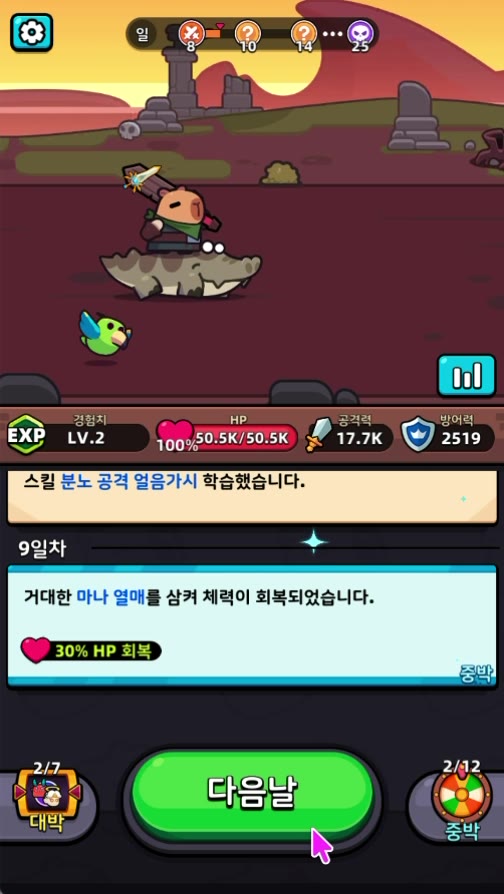 일
8
10
14
25
경험치
EXP
LV.2
HP
100%
50.5K/50.5K
공격력
17.7K
방어력
2519
스킬 분노 공격 얼음가시 학습했습니다.
9일차
거대한 마나 열매를 삼켜 체력이 회복되었습니다.
30% HP 회복
중박
2/7
대박
다음날
2/12
중박